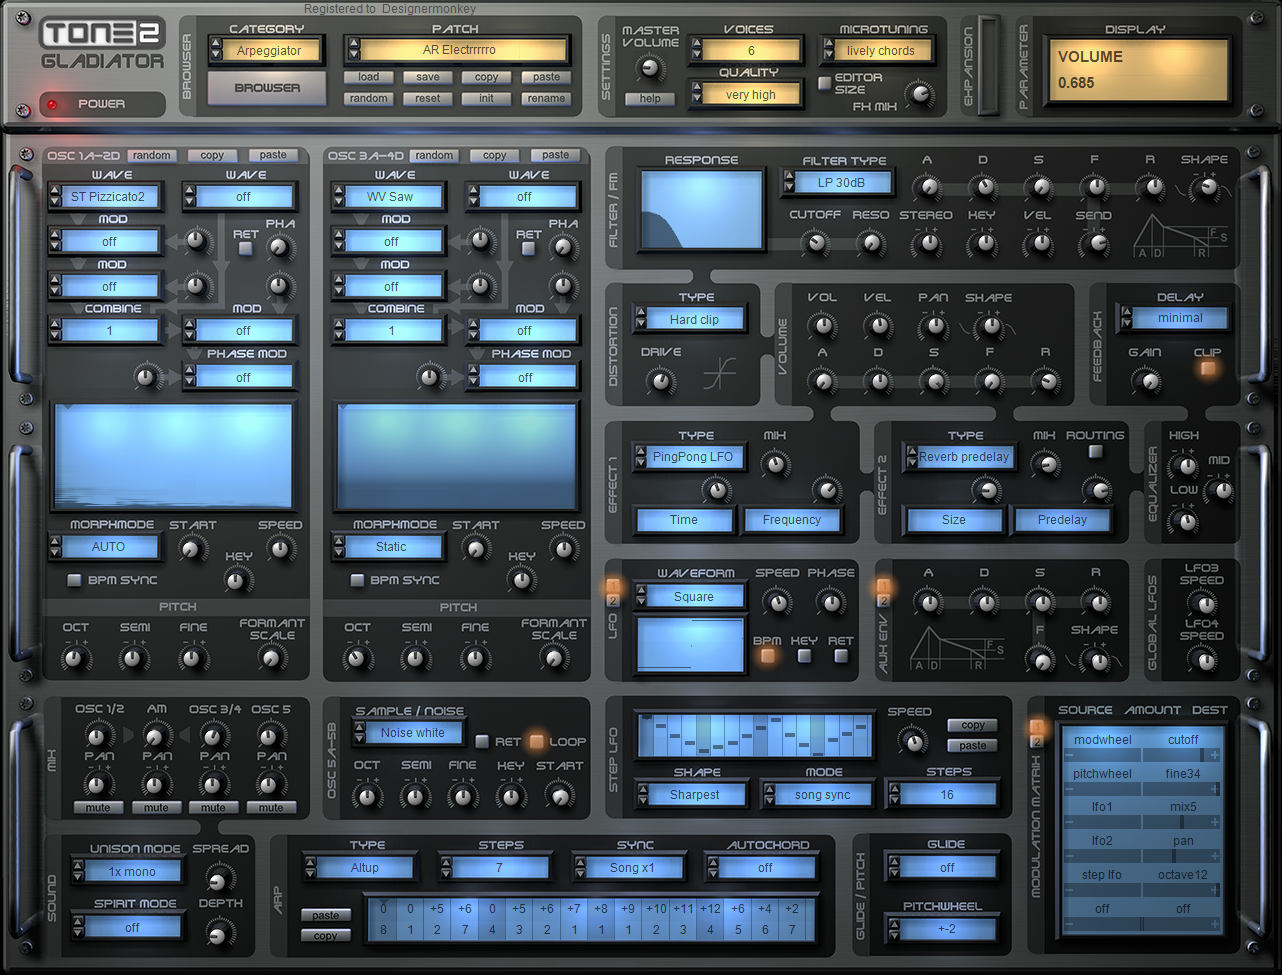 Registered to Designermonkey
TONE2
GLADIATOR
POWER
BROWSER
CATEGORY
Arpeggiator
BROWSER
PATCH
AR Electrrrrro
load save copy paste
random reset init rename
SETTINGS
MASTER VOLUME
help
VOICES
6
QUALITY
very high
MICROTUNING
lively chords
EDITOR SIZE
FX MIX
EXPANSION
PARAMETER
DISPLAY
VOLUME
0.685
OSC 1A-2D random copy paste
WAVE WAVE
ST Pizzicato2 off
MOD
off
RET PHA
MOD
off
COMBINE MOD
1 off
PHASE MOD
off
MORPHMODE START SPEED
AUTO
KEY
BPM SYNC
PITCH
OCT SEMI FINE FORMANT SCALE
OSC 3A-4D random copy paste
WAVE WAVE
WV Saw off
MOD
off
RET PHA
MOD
off
COMBINE MOD
1 off
PHASE MOD
off
MORPHMODE START SPEED
Static
KEY
BPM SYNC
PITCH
OCT SEMI FINE FORMANT SCALE
FILTER / FM
RESPONSE
FILTER TYPE
LP 30dB
A D S F R SHAPE
CUTOFF RESO STEREO KEY VEL SEND
A D R F S
DISTORTION
TYPE
Hard clip
DRIVE
VOLUME
VOL VEL PAN SHAPE
A D S F R
FEEDBACK
DELAY
minimal
GAIN CLIP
EFFECT 1
TYPE MIX
PingPong LFO
Time Frequency
EFFECT 2
TYPE MIX ROUTING
Reverb predelay
Size Predelay
EQUALIZER
HIGH
MID
LOW
LFO
1
2
WAVEFORM SPEED PHASE
Square
BPM KEY RET
AUX ENV
1
2
A D S R
F SHAPE
A D R F S
GLOBAL LFOS
LFO3 SPEED
LFO4 SPEED
MIX
OSC 1/2 AM OSC 3/4 OSC 5
PAN PAN PAN PAN
mute mute mute mute
OSC 5A-5B
SAMPLE / NOISE
Noise white
RET LOOP
OCT SEMI FINE KEY START
STEP LFO
SPEED
copy
paste
SHAPE MODE STEPS
Sharpest song sync 16
MODULATION MATRIX
1
2
SOURCE AMOUNT DEST
modwheel cutoff
pitchwheel fine34
lfo1 mix5
lfo2 pan
step lfo octave12
off off
SOUND
UNISON MODE SPREAD
1x mono
SPIRIT MODE DEPTH
off
ARP
TYPE STEPS SYNC AUTOCHORD
Altup 7 Song x1 off
paste
copy
0 0 +5 +6 0 +5 +6 +7 +8 +9 +10 +11 +12 +6 +4 +2
8 1 2 7 4 3 2 1 1 1 2 3 4 5 6 7
GLIDE / PITCH
GLIDE
off
PITCHWHEEL
+-2